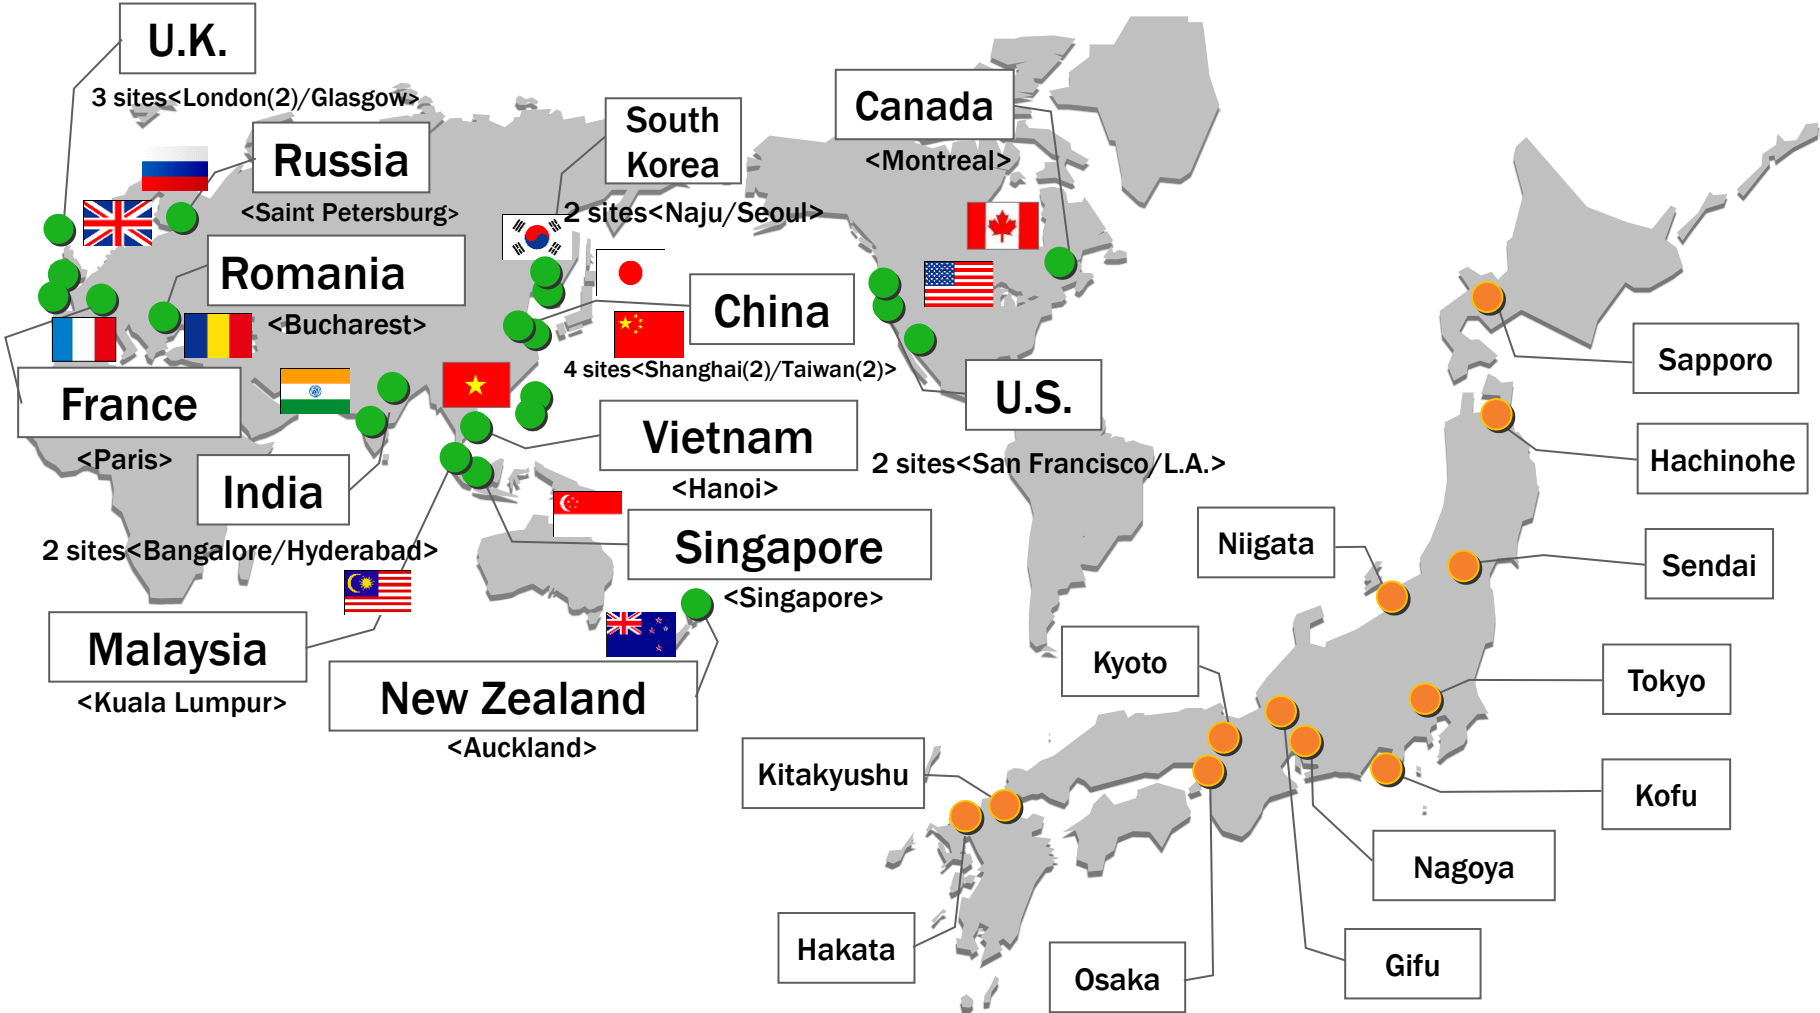 U.K.
3 sites<London(2)/Glasgow>
Russia
<Saint Petersburg>
South
Korea
2 sites<Naju/Seoul>
Canada
<Montreal>
Romania
<Bucharest>
China
4 sites<Shanghai(2)/Taiwan(2)>
France
<Paris>
U.S.
2 sites<San Francisco/L.A.>
Vietnam
<Hanoi>
India
2 sites<Bangalore/Hyderabad>
Singapore
<Singapore>
Malaysia
<Kuala Lumpur>
New Zealand
<Auckland>
Sapporo
Hachinohe
Niigata
Sendai
Kyoto
Tokyo
Kitakyushu
Kofu
Nagoya
Hakata
Osaka
Gifu